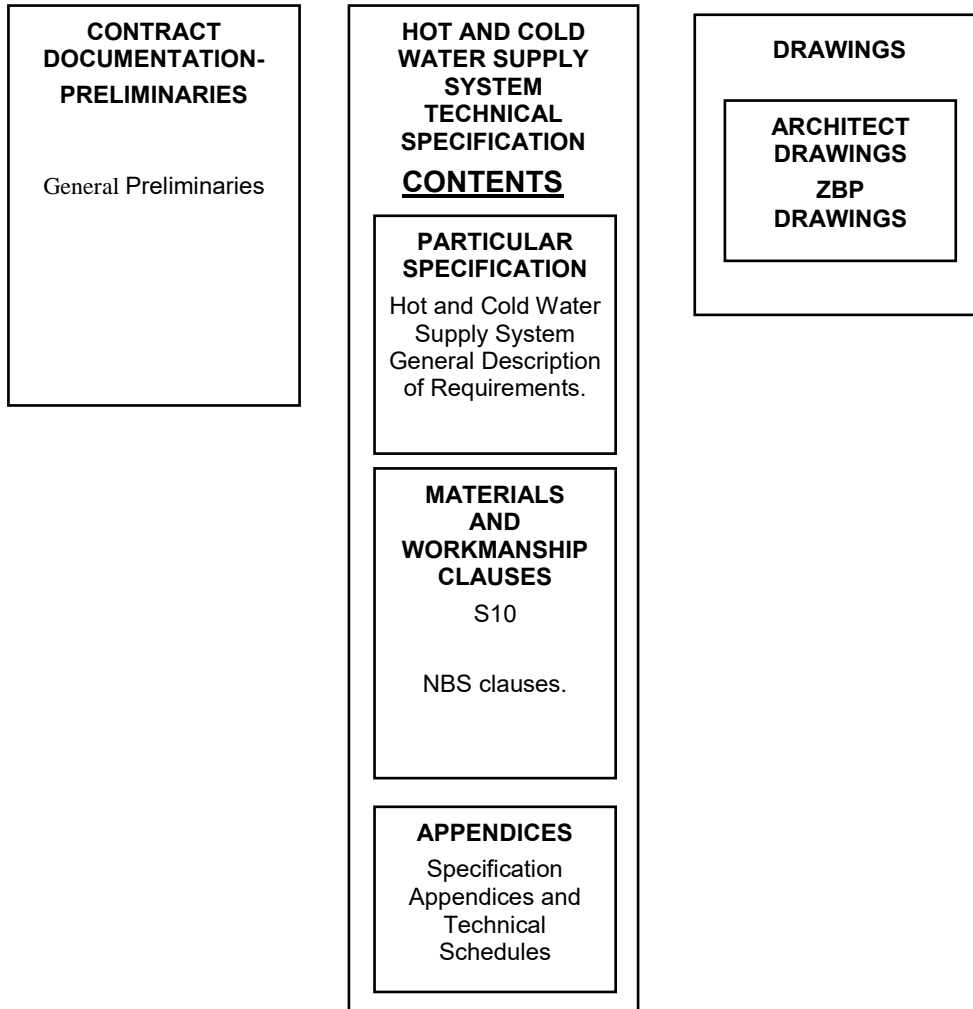 CONTRACT
DOCUMENTATION-
PRELIMINARIES
General Preliminaries
HOT AND COLD
WATER SUPPLY
SYSTEM
TECHNICAL
SPECIFICATION
CONTENTS
PARTICULAR
SPECIFICATION
Hot and Cold Water
Supply System
General Description
of Requirements.
MATERIALS
AND
WORKMANSHIP
CLAUSES
S10
NBS clauses.
APPENDICES
Specification
Appendices and
Technical
Schedules
DRAWINGS
ARCHITECT
DRAWINGS
ZBP
DRAWINGS